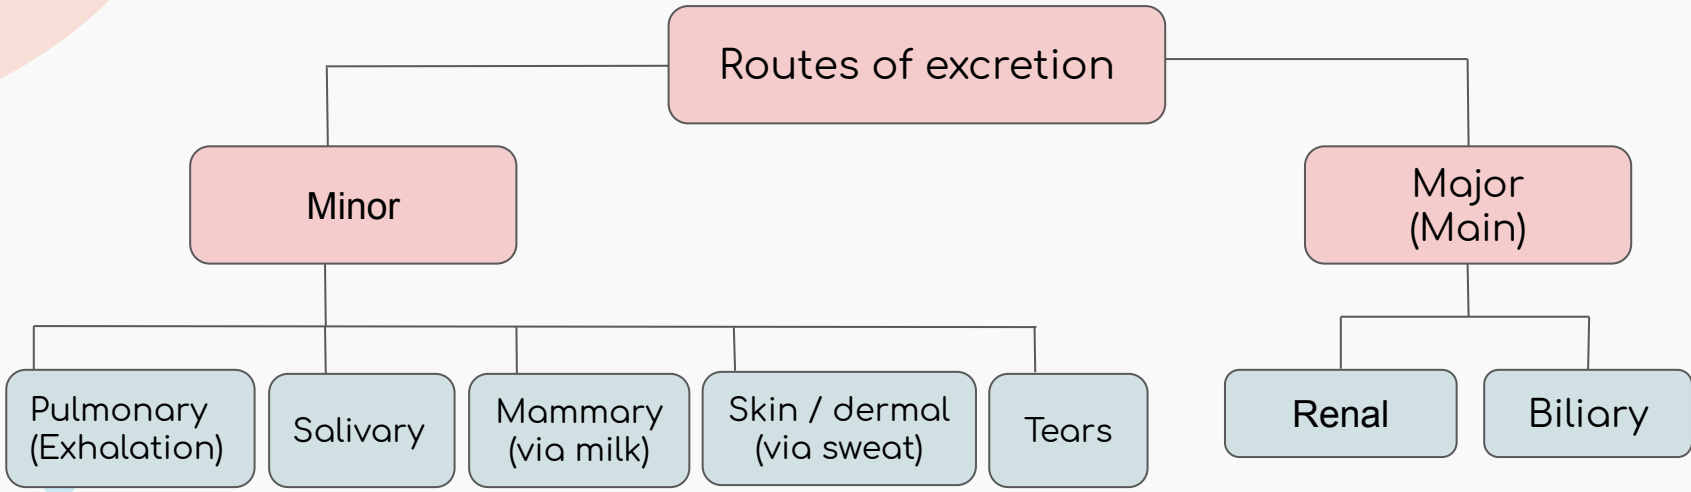 Routes of excretion
Minor
Major
(Main)
Pulmonary
(Exhalation)
Salivary
Mammary
(via milk)
Skin / dermal
(via sweat)
Tears
Renal
Biliary